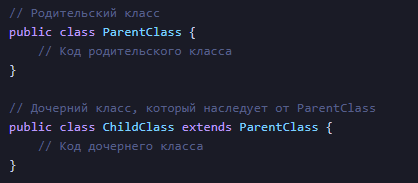 // Родительский класс
public class ParentClass {
    // Код родительского класса
}

// Дочерний класс, который наследует от ParentClass
public class ChildClass extends ParentClass {
    // Код дочернего класса
}